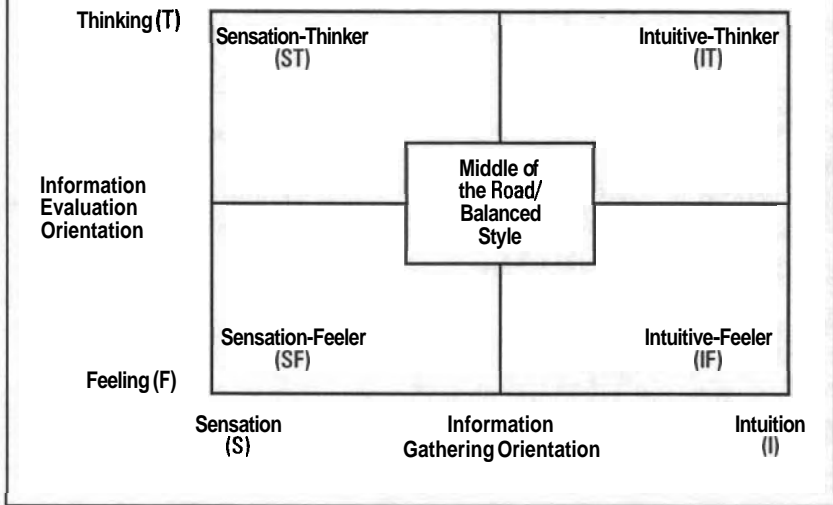 Thinking (T)
Sensation-Thinker
(ST)
Intuitive-Thinker
(IT)
Information
Evaluation
Orientation
Middle of
the Road/
Balanced
Style
Sensation-Feeler
(SF)
Intuitive-Feeler
(IF)
Feeling (F)
Sensation
(S)
Information
Gathering Orientation
Intuition
(I)